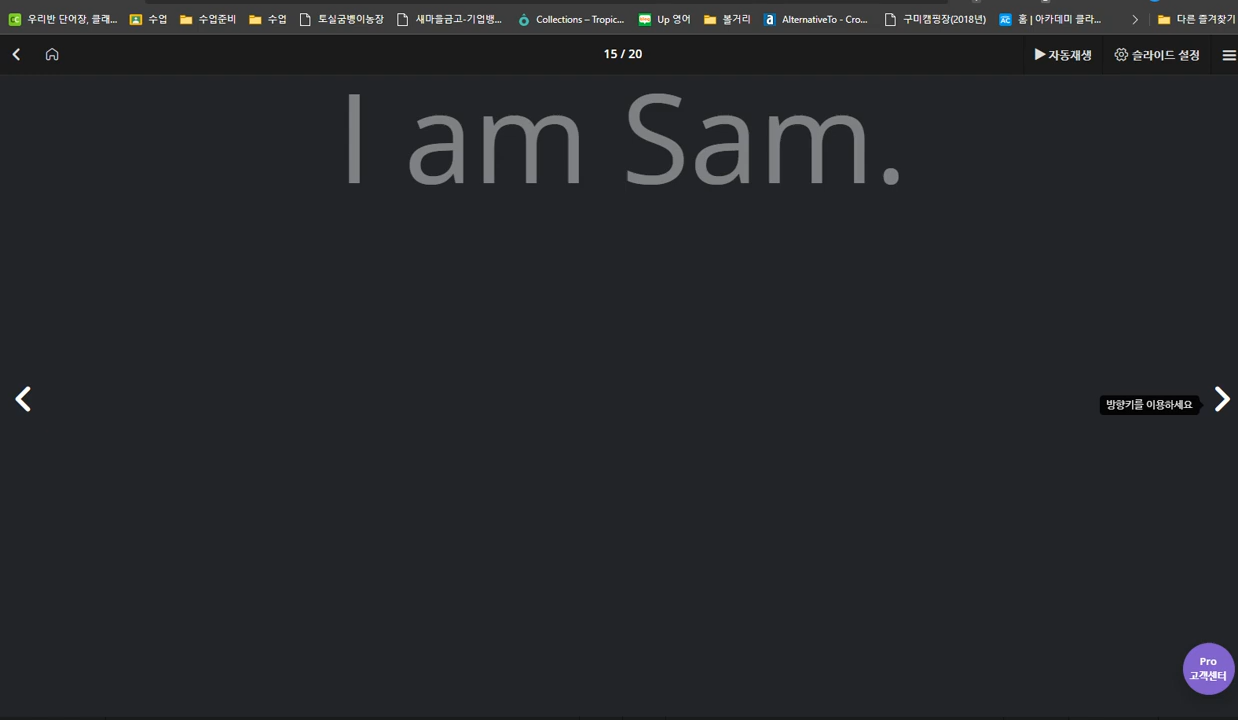 우리반 단어장, 클래...
수업
수업준비
수업
토실굼벵이농장
새마을금고-기업뱅...
Collections – Tropic...
Up 영어
볼거리
AlternativeTo - Cro...
구미캠핑장(2018년)
홈 | 아카데미 클라...
다른 즐겨찾기
15 / 20
자동재생
슬라이드 설정
I am Sam.
방향키를 이용하세요
Pro
고객센터